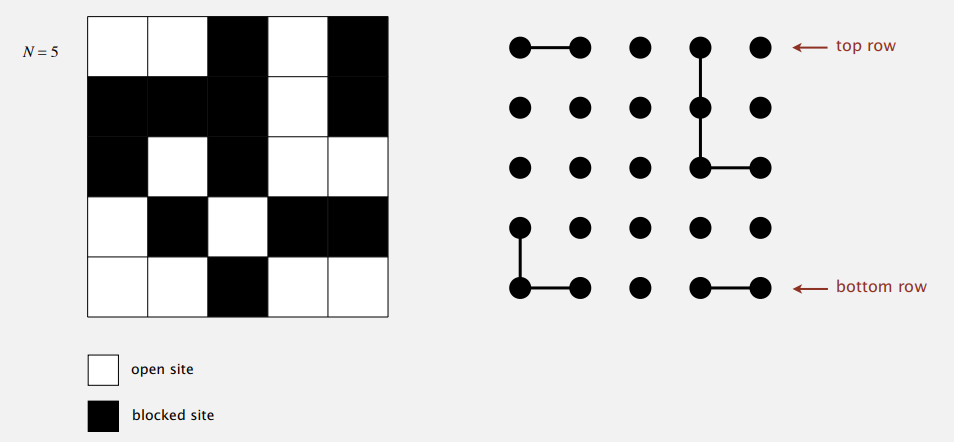 N = 5
top row
bottom row
open site
blocked site